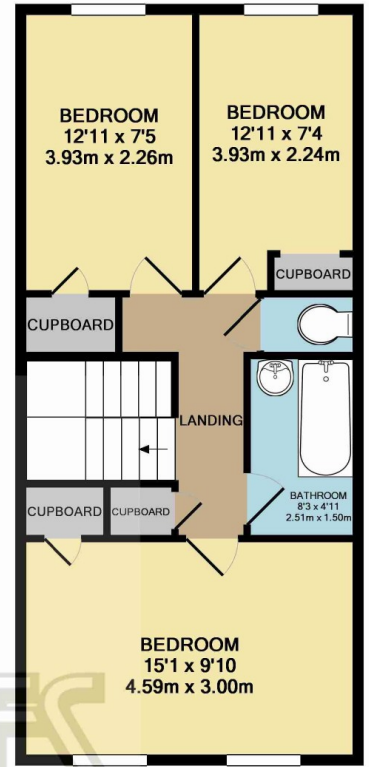 BEDROOM
12'11 x 7'5
3.93m x 2.26m
BEDROOM
12'11 x 7'4
3.93m x 2.24m
CUPBOARD
CUPBOARD
LANDING
CUPBOARD
CUPBOARD
BATHROOM
8'3 x 4'11
2.51m x 1.50m
BEDROOM
15'1 x 9'10
4.59m x 3.00m